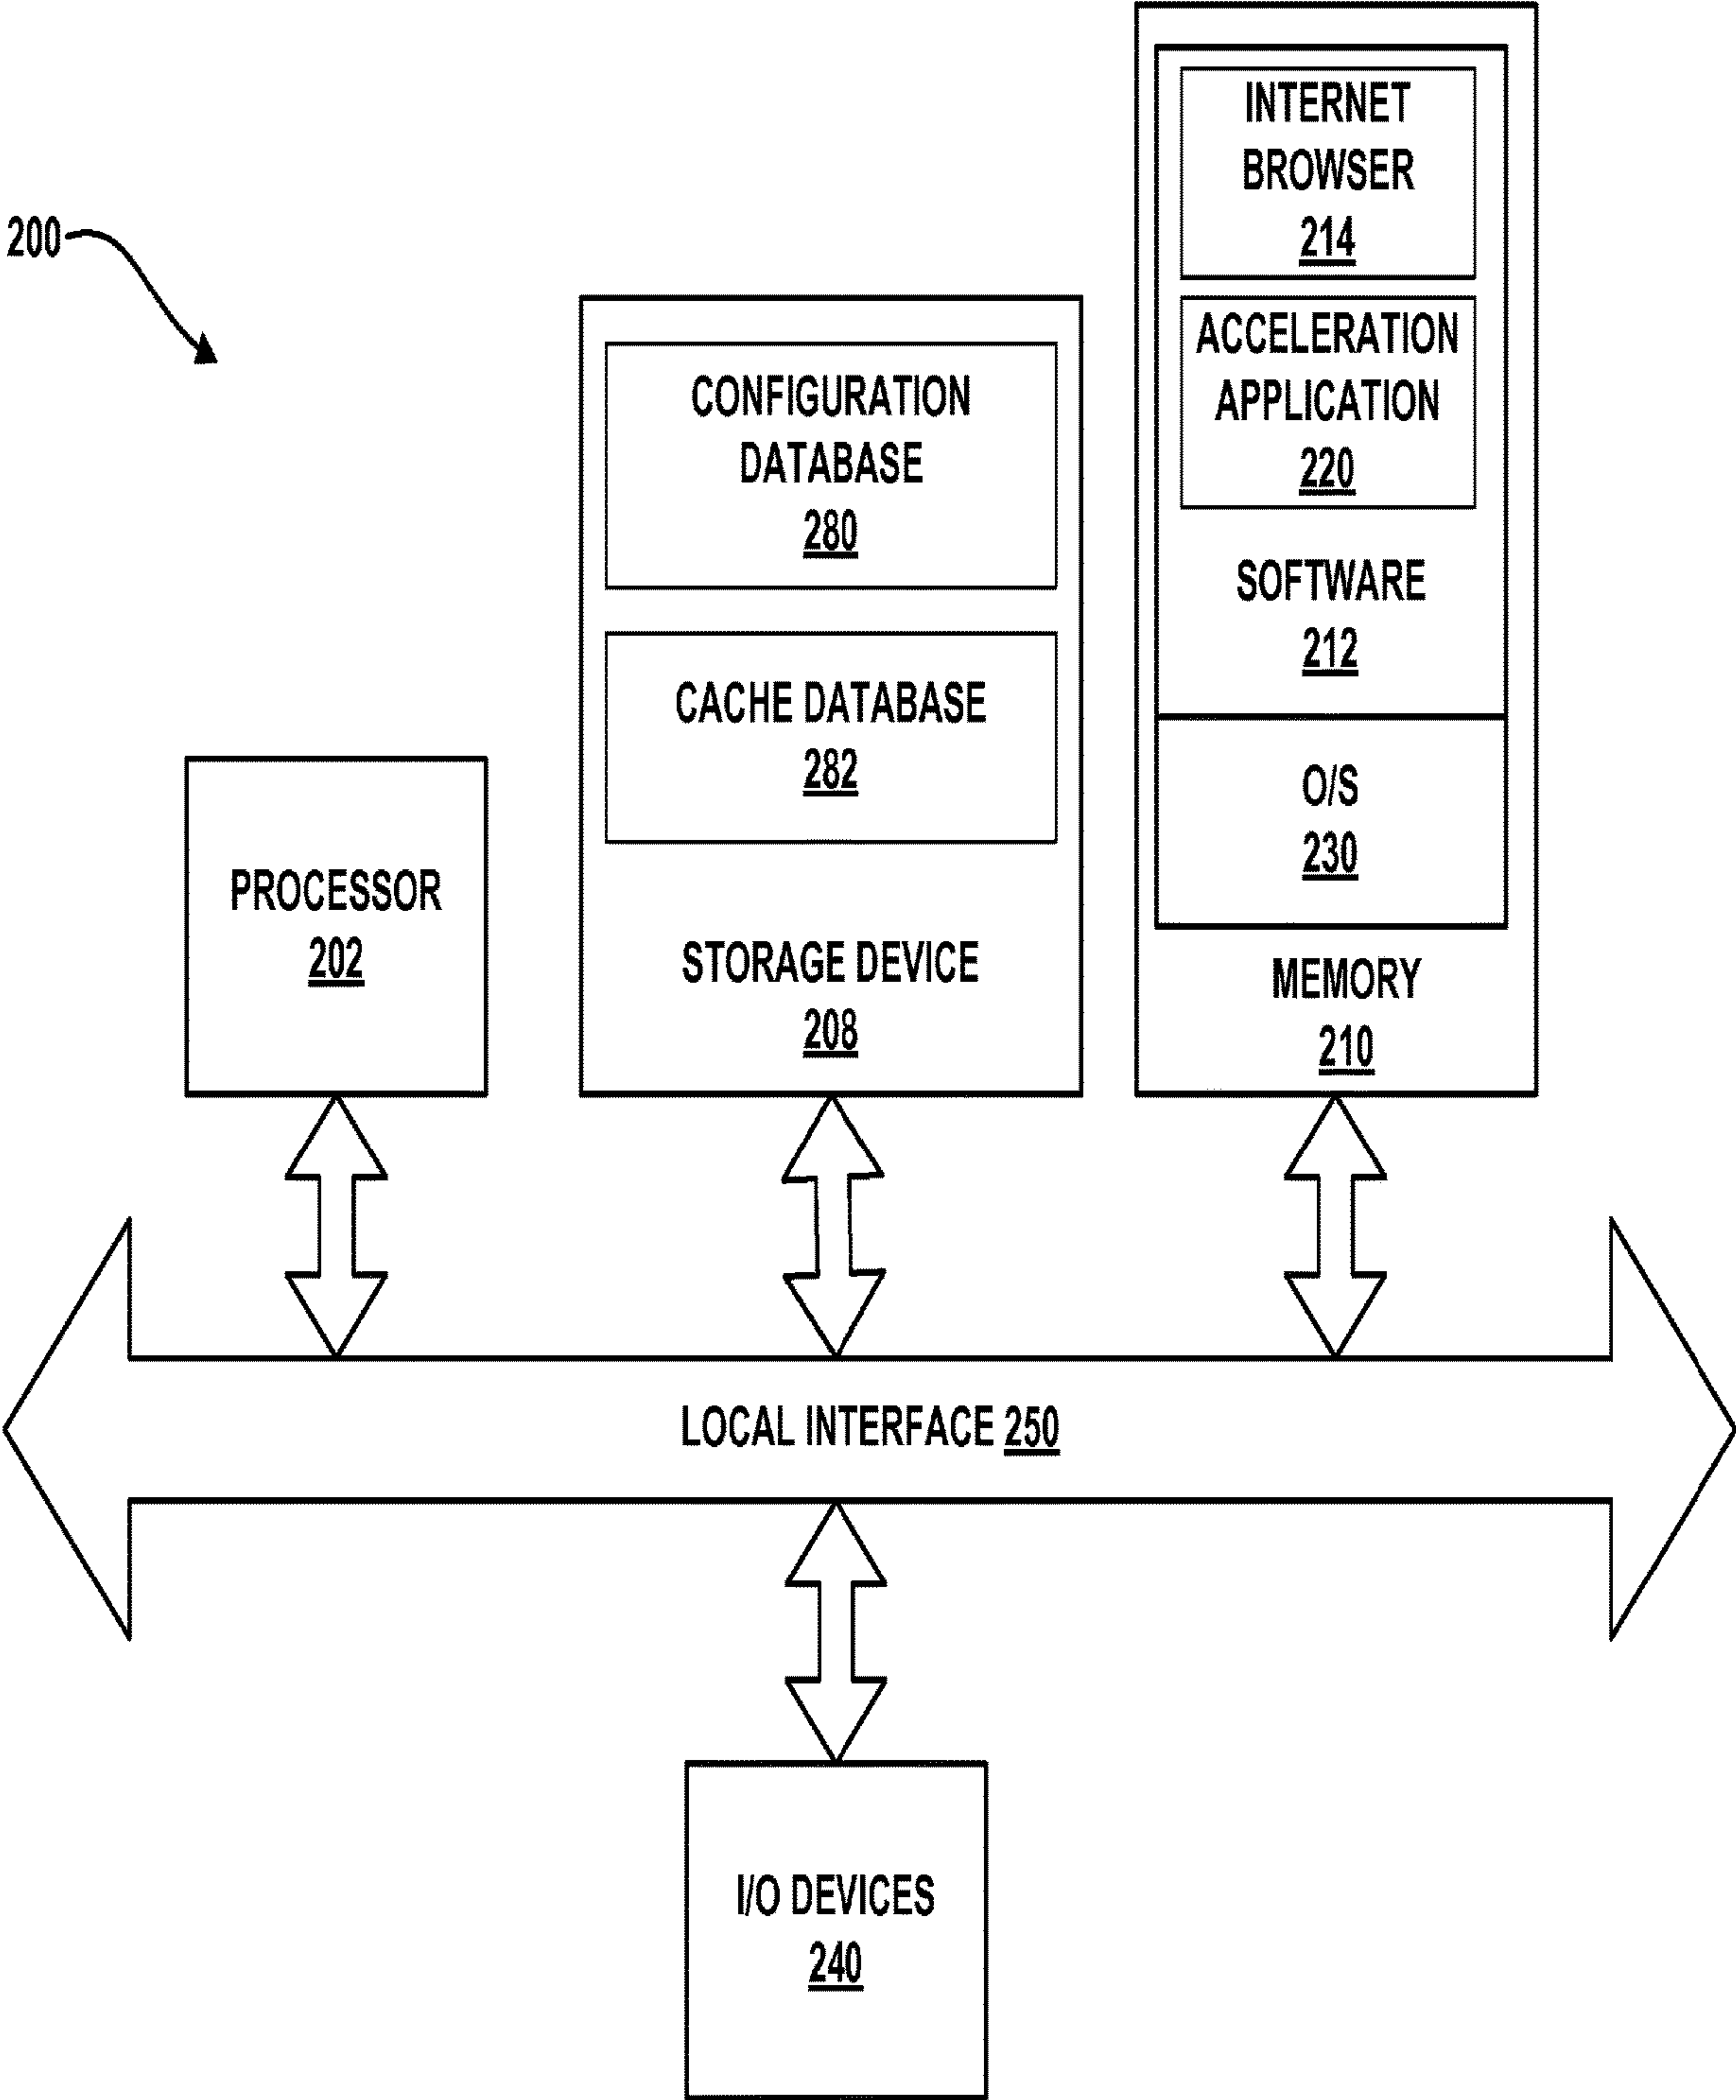 200
INTERNET
BROWSER
214
ACCELERATION
APPLICATION
220
SOFTWARE
212
O/S
230
MEMORY
210
CONFIGURATION
DATABASE
280
CACHE DATABASE
282
STORAGE DEVICE
208
PROCESSOR
202
LOCAL INTERFACE 250
I/O DEVICES
240